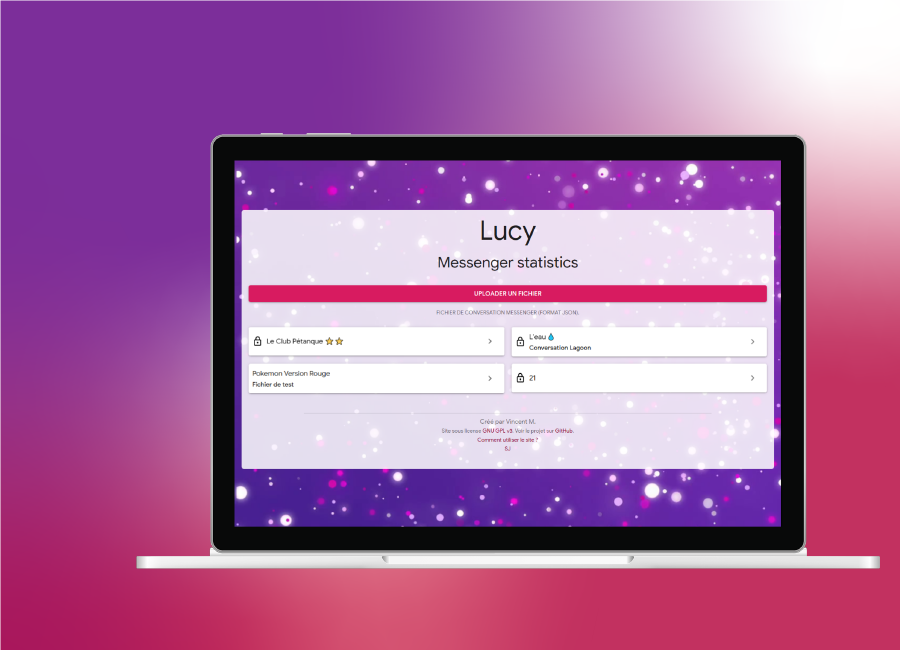 Lucy
Messenger statistics
UPLOADER UN FICHIER
FICHIER DE CONVERSATION MESSENGER (FORMAT JSON).
Le Club Pétanque ⭐⭐
L'eau 💧
Conversation Lagoon
Pokemon Version Rouge
Fichier de test
21
Créé par Vincent M.
Site sous license GNU GPL v3. Voir le projet sur GitHub.
Comment utiliser le site ?